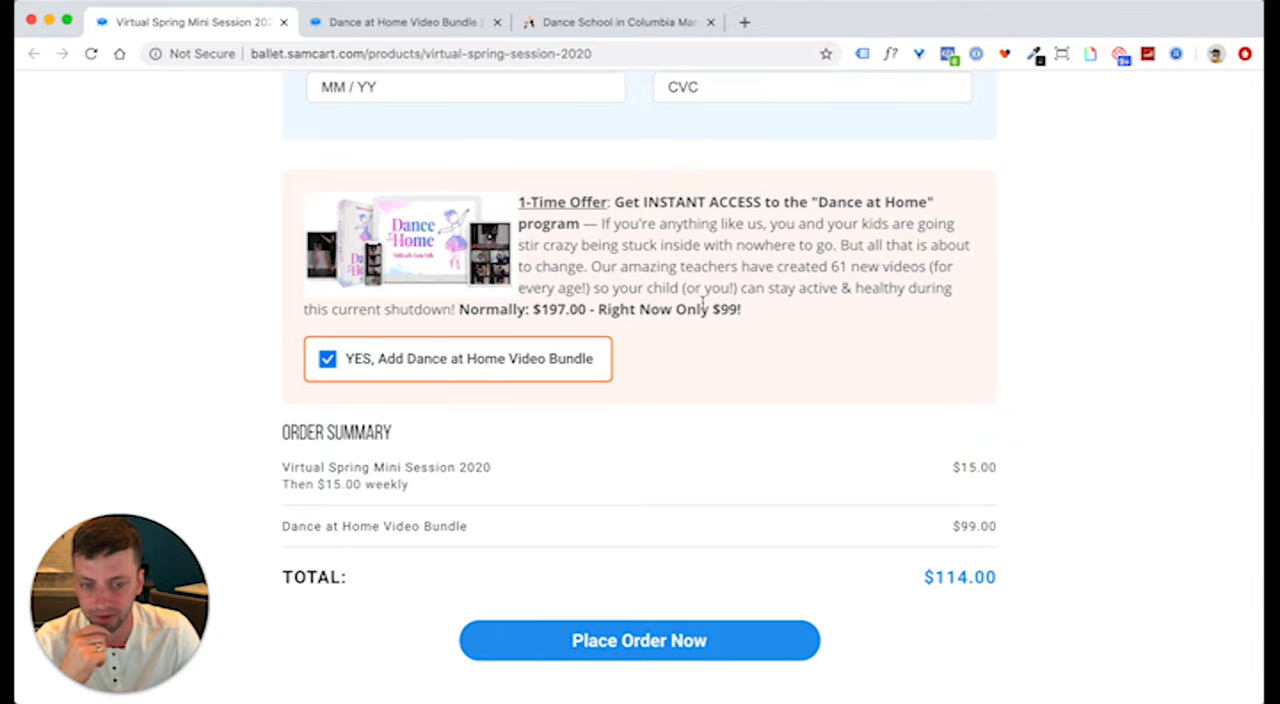 Virtual Spring Mini Session 202
Dance at Home Video Bundle |
Dance School in Columbia Mar
Not Secure | ballet.samcart.com/products/virtual-spring-session-2020
f?
MM / YY
CVC
Dance
Home
1-Time Offer: Get INSTANT ACCESS to the "Dance at Home"
program — If you're anything like us, you and your kids are going
stir crazy being stuck inside with nowhere to go. But all that is about
to change. Our amazing teachers have created 61 new videos (for
every age!) so your child (or you!) can stay active & healthy during
this current shutdown! Normally: $197.00 - Right Now Only $99!
YES, Add Dance at Home Video Bundle
ORDER SUMMARY
Virtual Spring Mini Session 2020 $15.00
Then $15.00 weekly
Dance at Home Video Bundle $99.00
TOTAL: $114.00
Place Order Now